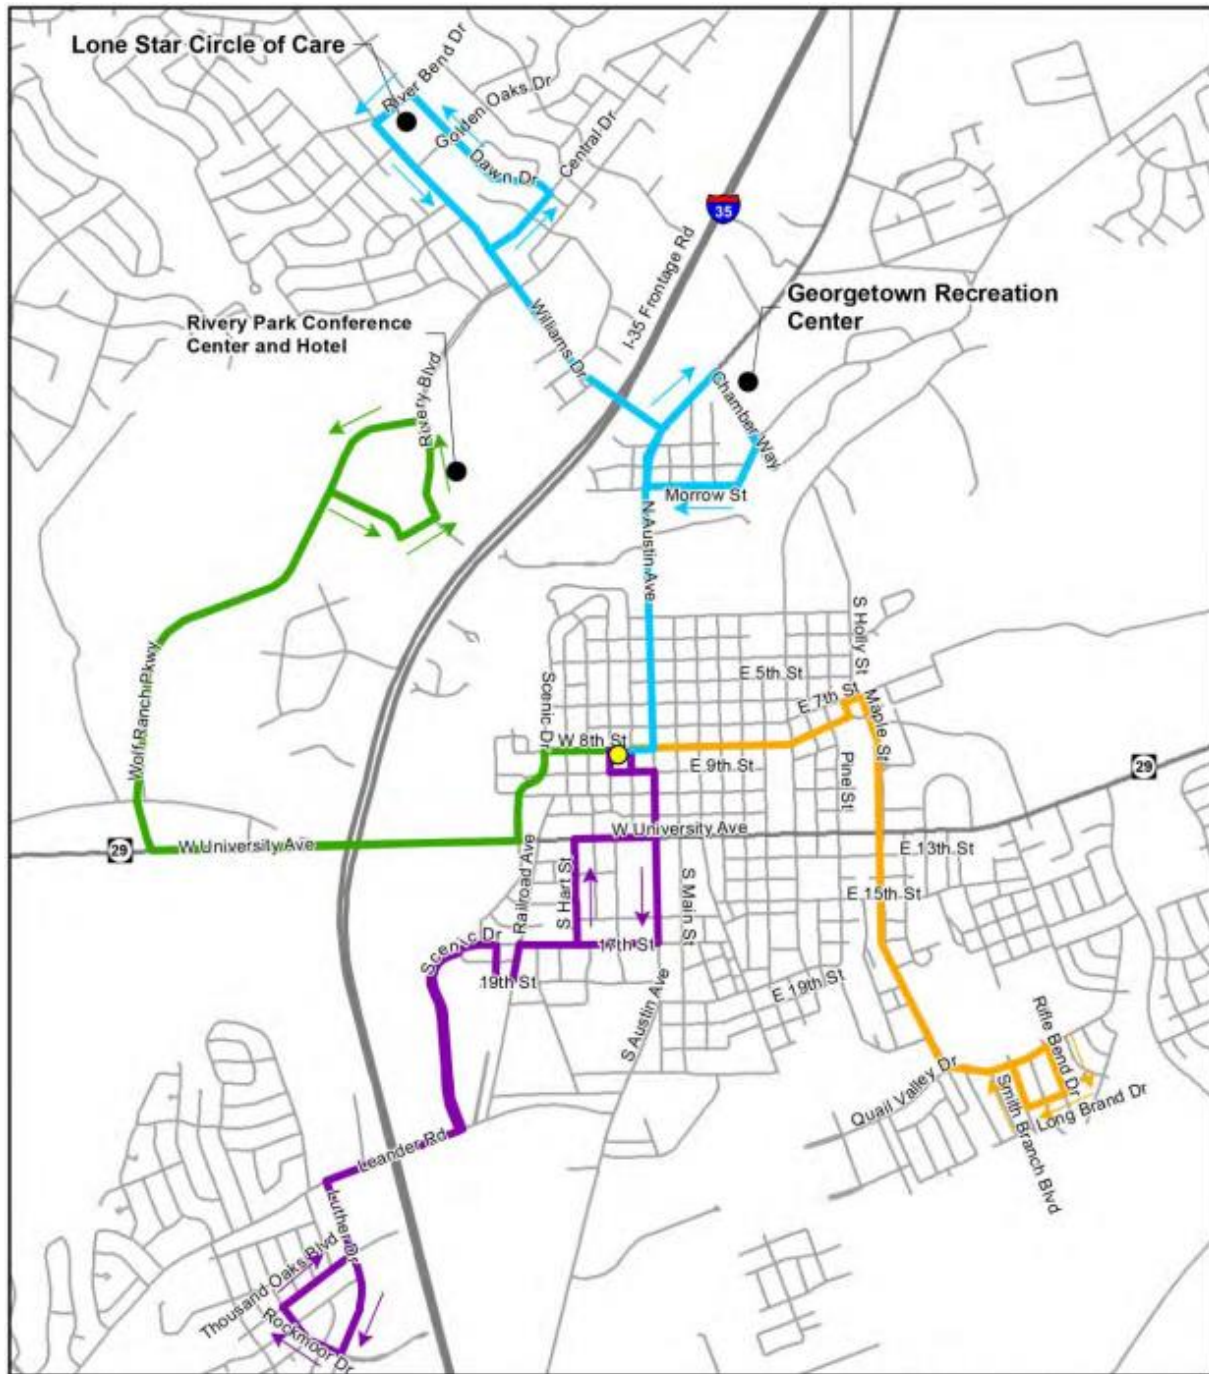 Lone Star Circle of Care
River Bend Dr
Golden Oaks Dr
Dawn Dr
Central Dr
35
I-35 Frontage Rd
Georgetown Recreation
Center
Rivery Park Conference
Center and Hotel
Williams Dr
Rivery Blvd
Chamber Way
Morrow St
N Austin Ave
S Holly St
E 5th St
E 7th St
Maple St
Scenic Dr
W 8th St
E 9th St
Pine St
Wolf Ranch Pkwy
29
29
W University Ave
W University Ave
E 13th St
Railroad Ave
S Hart St
S Main St
E 15th St
Scenic Dr
17th St
19th St
E 19th St
S Austin Ave
Rifle Bend Dr
Quail Valley Dr
Smith Branch Blvd
Long Brand Dr
Leander Rd
Luther Dr
Thousand Oaks Blvd
Rockmoor Dr